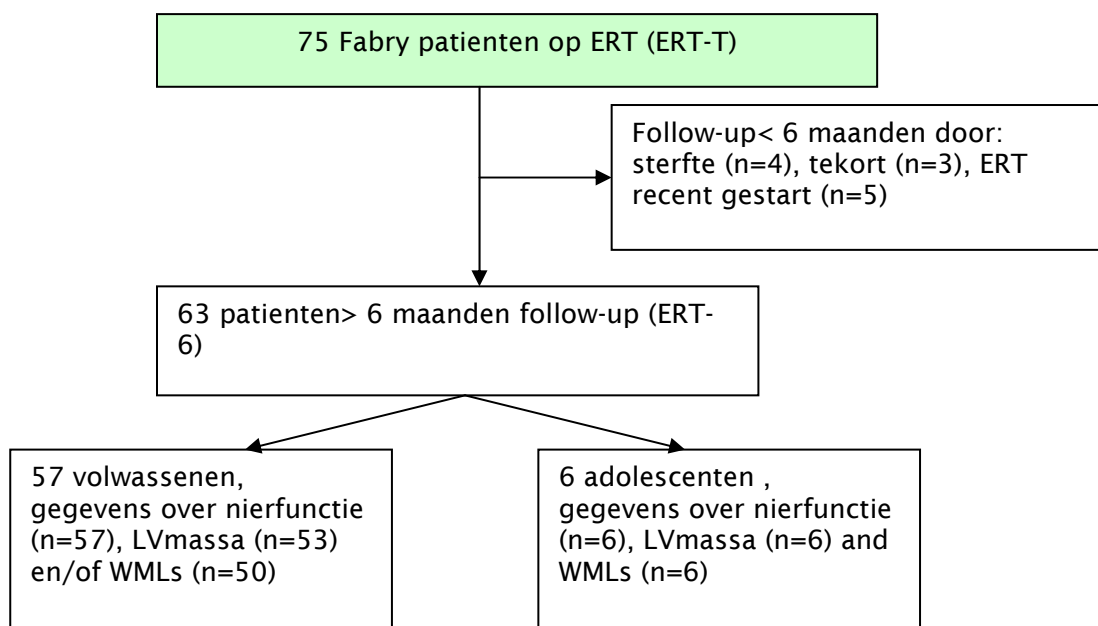 75 Fabry patienten op ERT (ERT-T)
Follow-up< 6 maanden door:
sterfte (n=4), tekort (n=3), ERT
recent gestart (n=5)
63 patienten> 6 maanden follow-up (ERT-
6)
57 volwassenen,
gegevens over nierfunctie
(n=57), LVmassa (n=53)
en/of WMLs (n=50)
6 adolescenten ,
gegevens over nierfunctie
(n=6), LVmassa (n=6) and
WMLs (n=6)